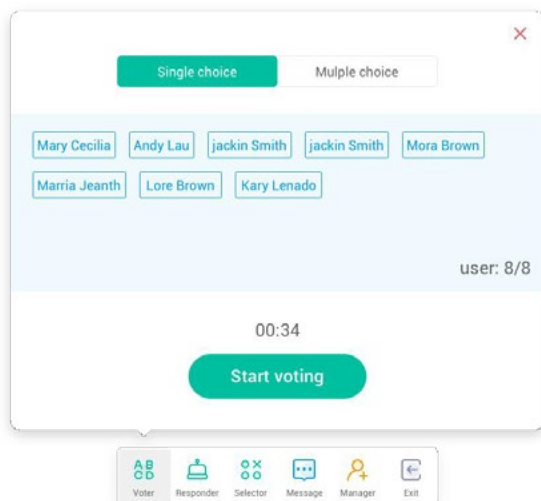 Single choice Mulple choice
Mary Cecilia Andy Lau jackin Smith jackin Smith Mora Brown
Marria Jeanth Lore Brown Kary Lenado
user: 8/8
00:34
Start voting
A B
C D
Voter Responder Selector Message Manager Exit